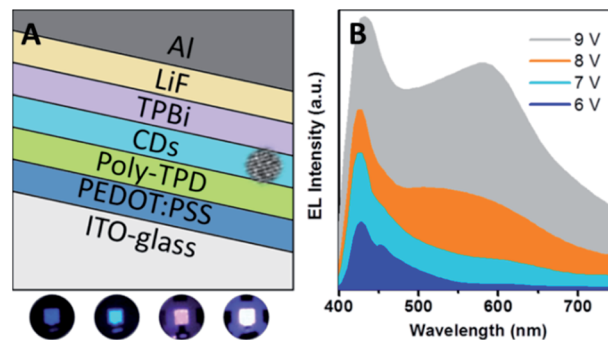 A
Al
LiF
TPBi
CDs
Poly-TPD
PEDOT:PSS
ITO-glass
B
EL Intensity (a.u.)
9 V
8 V
7 V
6 V
400
500
600
700
Wavelength (nm)